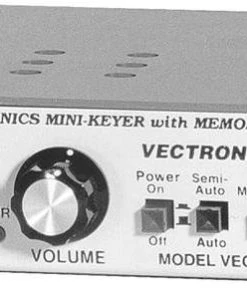 NICS MINI-KEYER with MEMO
VECTRON
Power Semi-
On Auto M
R
Off Auto
VOLUME MODEL VEC